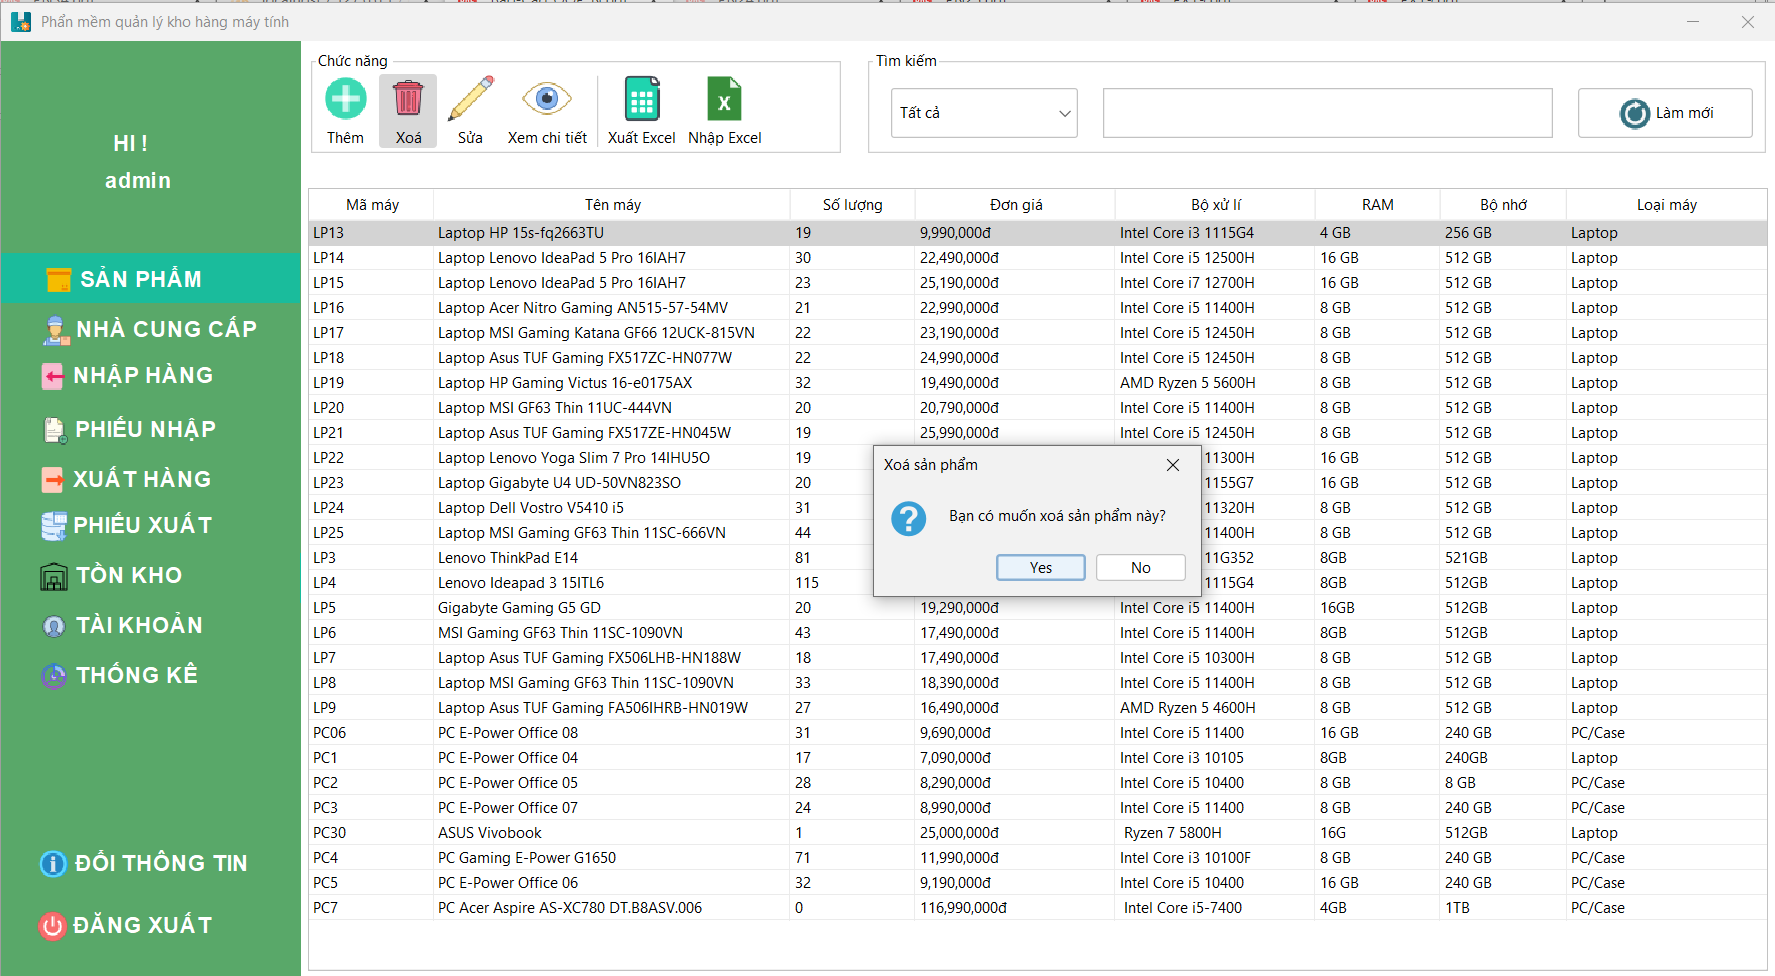 Phần mềm quản lý kho hàng máy tính
HI !
admin
SẢN PHẨM
NHÀ CUNG CẤP
NHẬP HÀNG
PHIẾU NHẬP
XUẤT HÀNG
PHIẾU XUẤT
TỒN KHO
TÀI KHOẢN
THỐNG KÊ
ĐỔI THÔNG TIN
ĐĂNG XUẤT
Chức năng
Thêm Xoá Sửa Xem chi tiết Xuất Excel Nhập Excel
Tìm kiếm
Tất cả Làm mới
Mã máy Tên máy Số lượng Đơn giá Bộ xử lí RAM Bộ nhớ Loại máy
LP13 Laptop HP 15s-fq2663TU 19 9,990,000đ Intel Core i3 1115G4 4 GB 256 GB Laptop
LP14 Laptop Lenovo IdeaPad 5 Pro 16IAH7 30 22,490,000đ Intel Core i5 12500H 16 GB 512 GB Laptop
LP15 Laptop Lenovo IdeaPad 5 Pro 16IAH7 23 25,190,000đ Intel Core i7 12700H 16 GB 512 GB Laptop
LP16 Laptop Acer Nitro Gaming AN515-57-54MV 21 22,990,000đ Intel Core i5 11400H 8 GB 512 GB Laptop
LP17 Laptop MSI Gaming Katana GF66 12UCK-815VN 22 23,190,000đ Intel Core i5 12450H 8 GB 512 GB Laptop
LP18 Laptop Asus TUF Gaming FX517ZC-HN077W 22 24,990,000đ Intel Core i5 12450H 8 GB 512 GB Laptop
LP19 Laptop HP Gaming Victus 16-e0175AX 32 19,490,000đ AMD Ryzen 5 5600H 8 GB 512 GB Laptop
LP20 Laptop MSI GF63 Thin 11UC-444VN 20 20,790,000đ Intel Core i5 11400H 8 GB 512 GB Laptop
LP21 Laptop Asus TUF Gaming FX517ZE-HN045W 19 25,990,000đ Intel Core i5 12450H 8 GB 512 GB Laptop
LP22 Laptop Lenovo Yoga Slim 7 Pro 14IHU5O 19 11300H 16 GB 512 GB Laptop
LP23 Laptop Gigabyte U4 UD-50VN823SO 20 1155G7 16 GB 512 GB Laptop
LP24 Laptop Dell Vostro V5410 i5 31 11320H 8 GB 512 GB Laptop
LP25 Laptop MSI Gaming GF63 Thin 11SC-666VN 44 11400H 8 GB 512 GB Laptop
LP3 Lenovo ThinkPad E14 81 11G352 8GB 521GB Laptop
LP4 Lenovo Ideapad 3 15ITL6 115 1115G4 8GB 512GB Laptop
LP5 Gigabyte Gaming G5 GD 20 19,290,000đ Intel Core i5 11400H 16GB 512GB Laptop
LP6 MSI Gaming GF63 Thin 11SC-1090VN 43 17,490,000đ Intel Core i5 11400H 8GB 512GB Laptop
LP7 Laptop Asus TUF Gaming FX506LHB-HN188W 18 17,490,000đ Intel Core i5 10300H 8 GB 512 GB Laptop
LP8 Laptop MSI Gaming GF63 Thin 11SC-1090VN 33 18,390,000đ Intel Core i5 11400H 8 GB 512 GB Laptop
LP9 Laptop Asus TUF Gaming FA506IHRB-HN019W 27 16,490,000đ AMD Ryzen 5 4600H 8 GB 512 GB Laptop
PC06 PC E-Power Office 08 31 9,690,000đ Intel Core i5 11400 16 GB 240 GB PC/Case
PC1 PC E-Power Office 04 17 7,090,000đ Intel Core i3 10105 8GB 240GB Laptop
PC2 PC E-Power Office 05 28 8,290,000đ Intel Core i5 10400 8 GB 8 GB PC/Case
PC3 PC E-Power Office 07 24 8,990,000đ Intel Core i5 11400 8 GB 240 GB PC/Case
PC30 ASUS Vivobook 1 25,000,000đ Ryzen 7 5800H 16G 512GB Laptop
PC4 PC Gaming E-Power G1650 71 11,990,000đ Intel Core i3 10100F 8 GB 240 GB PC/Case
PC5 PC E-Power Office 06 32 9,190,000đ Intel Core i5 10400 16 GB 240 GB PC/Case
PC7 PC Acer Aspire AS-XC780 DT.B8ASV.006 0 116,990,000đ Intel Core i5-7400 4GB 1TB PC/Case
Xoá sản phẩm
Bạn có muốn xoá sản phẩm này?
Yes No